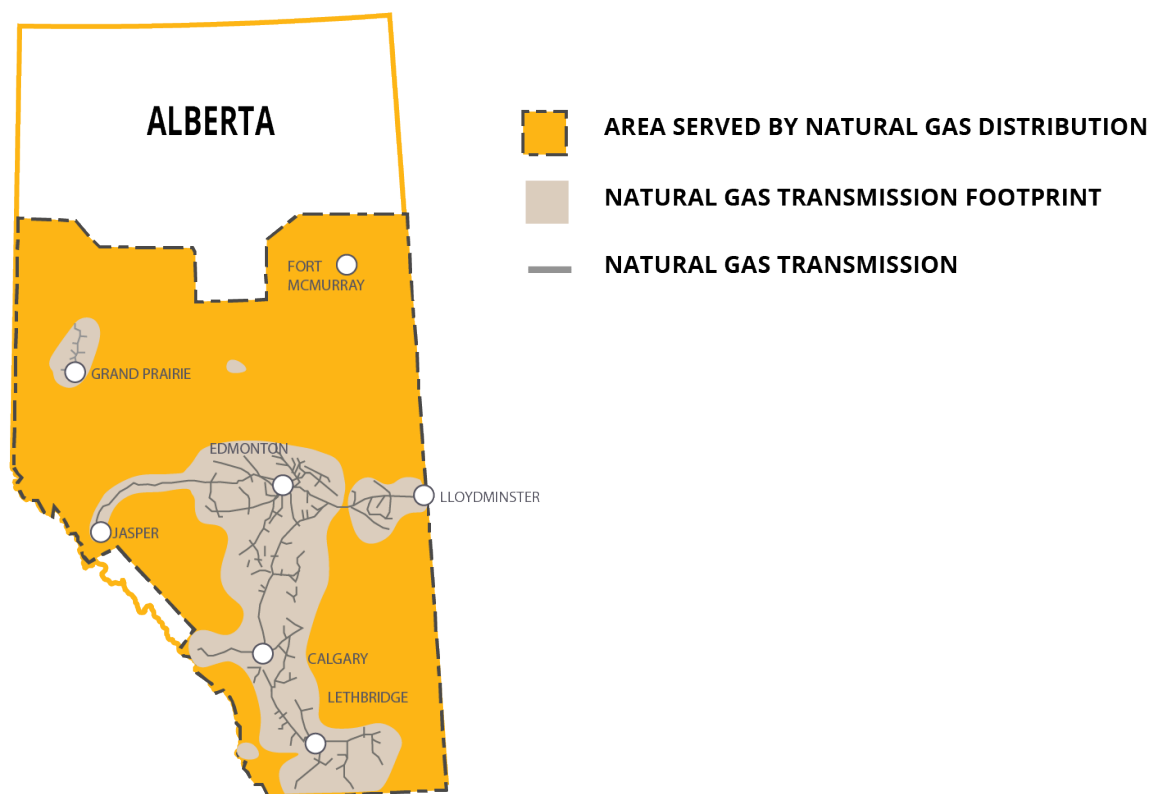 ALBERTA
AREA SERVED BY NATURAL GAS DISTRIBUTION
NATURAL GAS TRANSMISSION FOOTPRINT
NATURAL GAS TRANSMISSION
FORT
MCMURRAY
GRAND PRAIRIE
EDMONTON
LLOYDMINSTER
JASPER
CALGARY
LETHBRIDGE